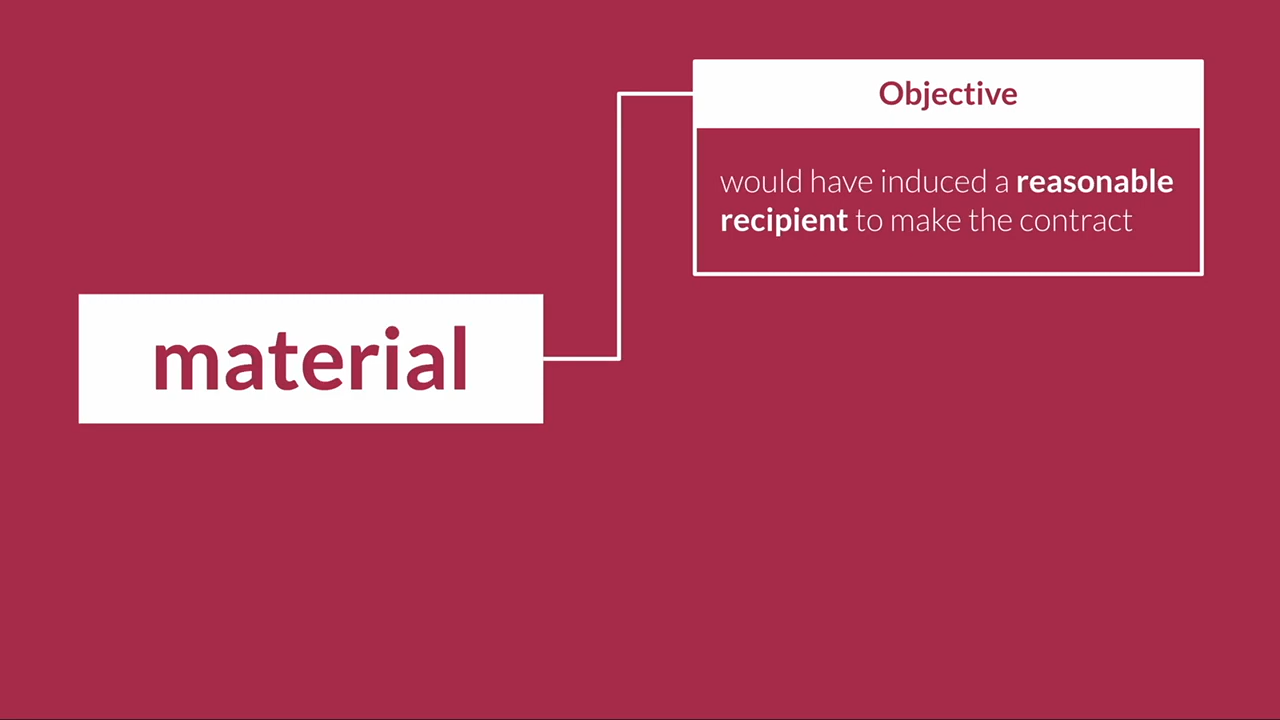 Objective
would have induced a reasonable
recipient to make the contract
material